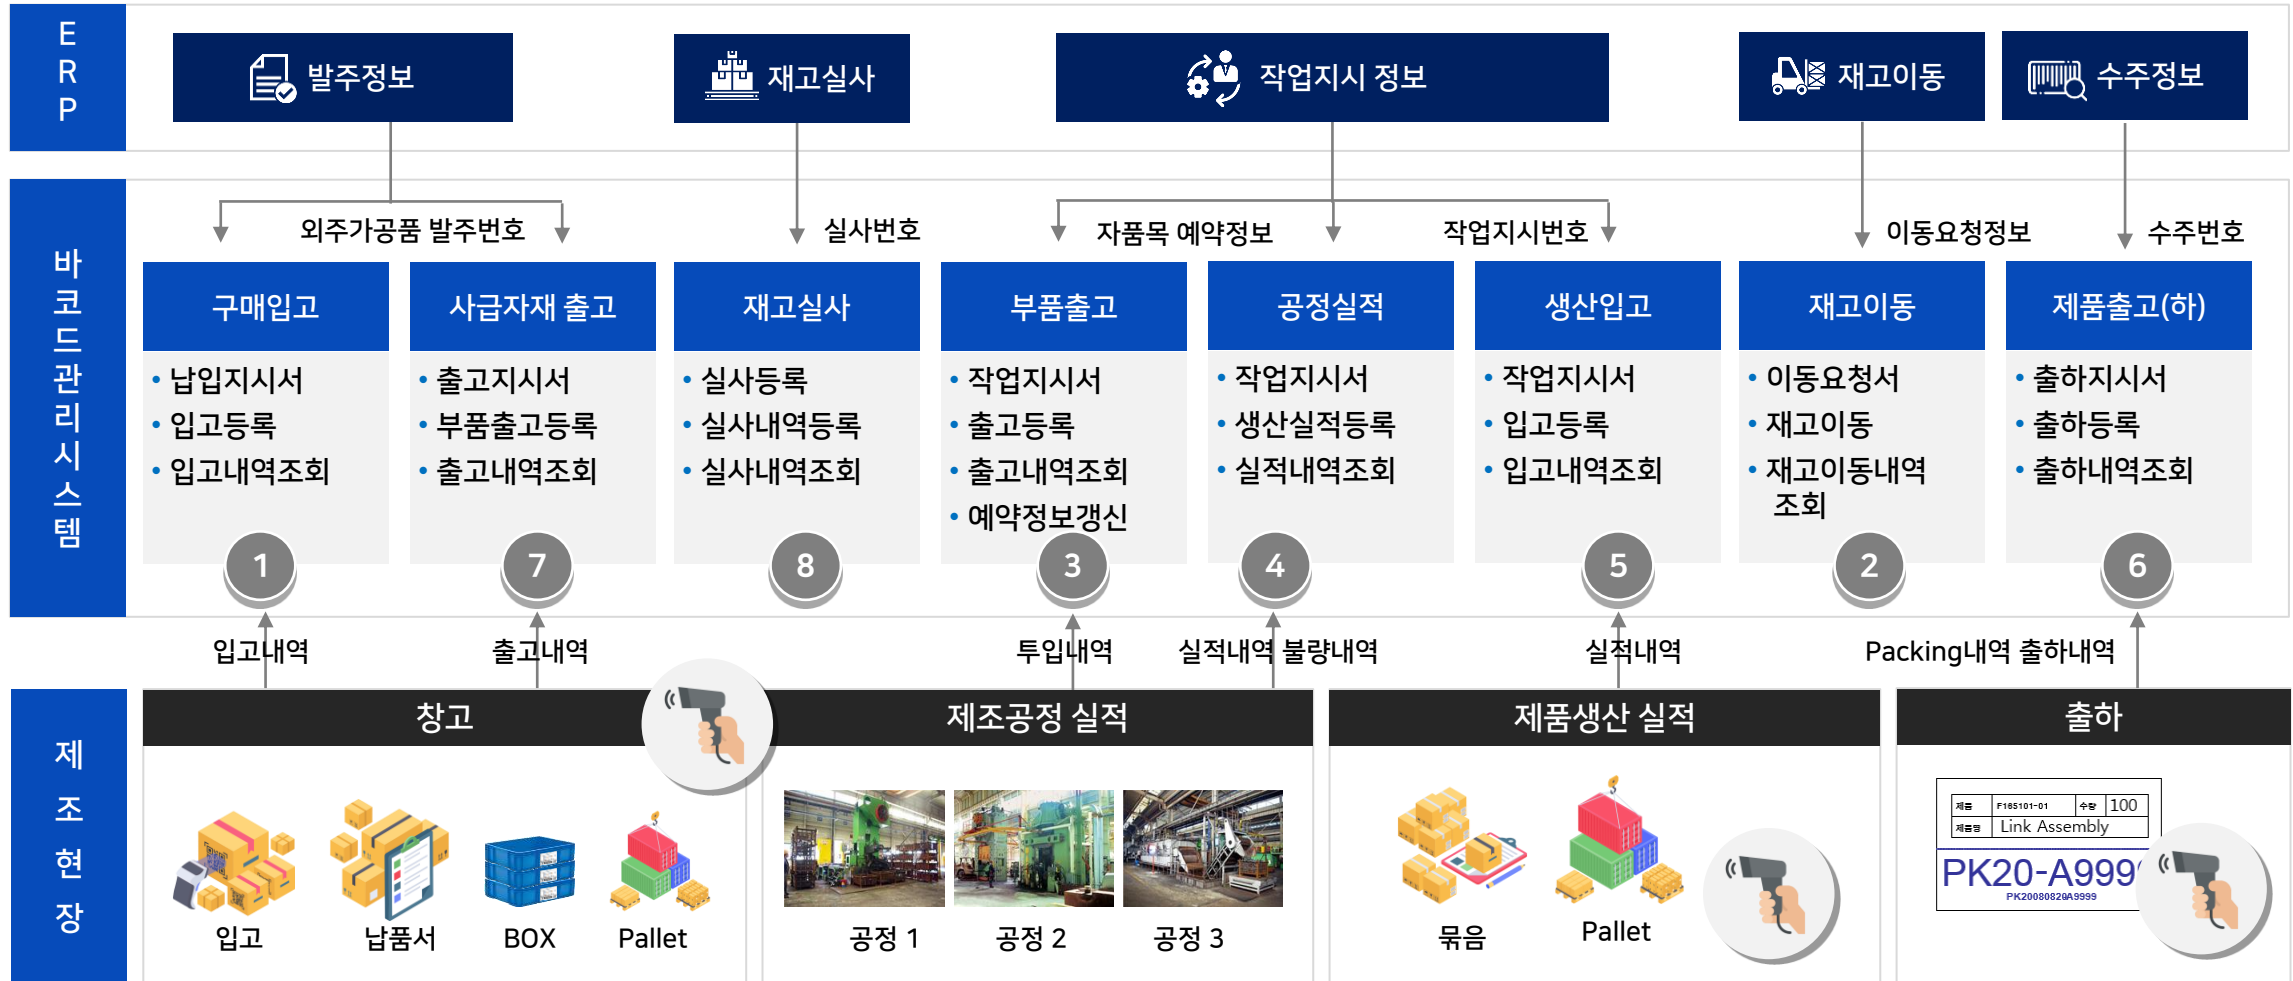 ERP
발주정보
재고실사
작업지시 정보
재고이동
수주정보
바코드관리시스템
외주가공품 발주번호
실사번호
자품목 예약정보
작업지시번호
이동요청정보
수주번호
구매입고
• 납입지시서
• 입고등록
• 입고내역조회
1
사급자재 출고
• 출고지시서
• 부품출고등록
• 출고내역조회
7
재고실사
• 실사등록
• 실사내역등록
• 실사내역조회
8
부품출고
• 작업지시서
• 출고등록
• 출고내역조회
• 예약정보갱신
3
공정실적
• 작업지시서
• 생산실적등록
• 실적내역조회
4
생산입고
• 작업지시서
• 입고등록
• 입고내역조회
5
재고이동
• 이동요청서
• 재고이동
• 재고이동내역
조회
2
제품출고(하)
• 출하지시서
• 출하등록
• 출하내역조회
6
입고내역
출고내역
투입내역
실적내역 불량내역
실적내역
Packing내역 출하내역
제조현장
창고
입고
납품서
BOX
Pallet
제조공정 실적
공정 1
공정 2
공정 3
제품생산 실적
묶음
Pallet
출하
제품 F165101-01 수량 100
제품명 Link Assembly
PK20-A999
PK20080820A9999